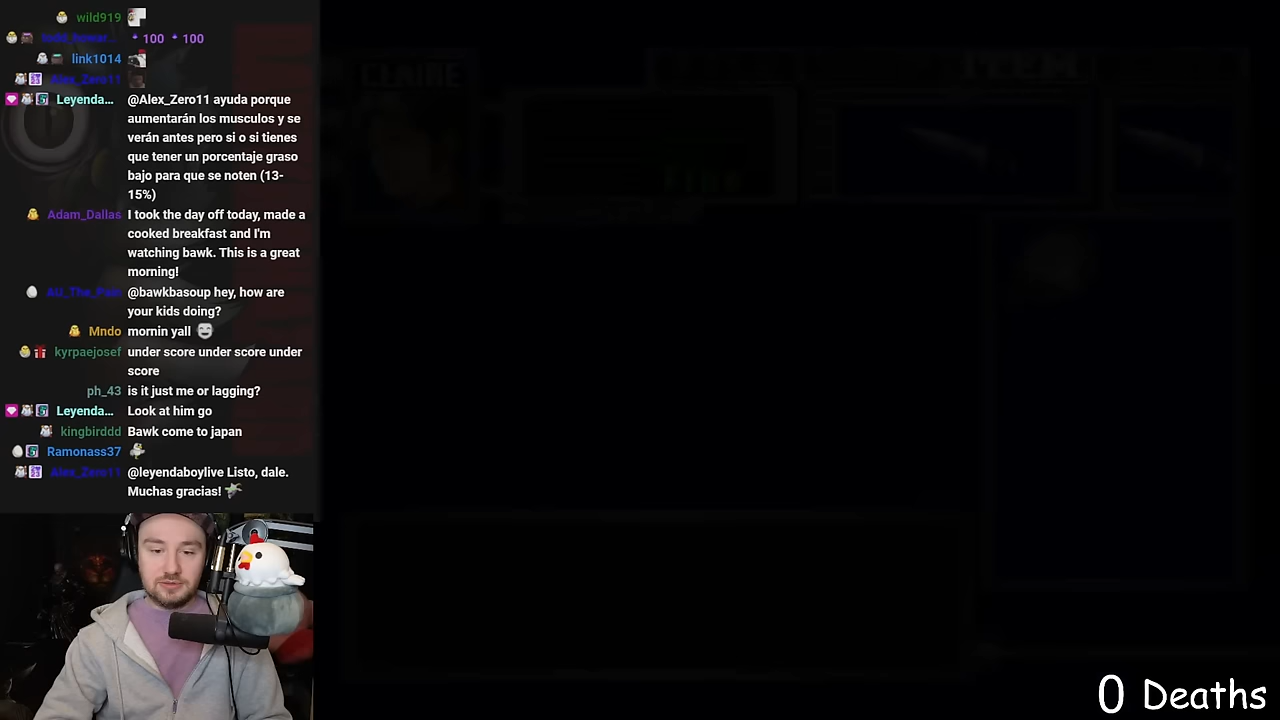 wild919
100 100
link1014
Alex_Zero11
Leyenda... @Alex_Zero11 ayuda porque
aumentarán los musculos y se
verán antes pero si o si tienes
que tener un porcentaje graso
bajo para que se noten (13-
15%)
Adam_Dallas I took the day off today, made a
cooked breakfast and I'm
watching bawk. This is a great
morning!
@bawkbasoup hey, how are
your kids doing?
Mndo mornin yall
kyrpaejosef under score under score under
score
ph_43 is it just me or lagging?
Leyenda... Look at him go
kingbirddd Bawk come to japan
Ramonass37
Alex_Zero11 @leyendaboylive Listo, dale.
Muchas gracias!
CLAIRE
ITEM
0 Deaths